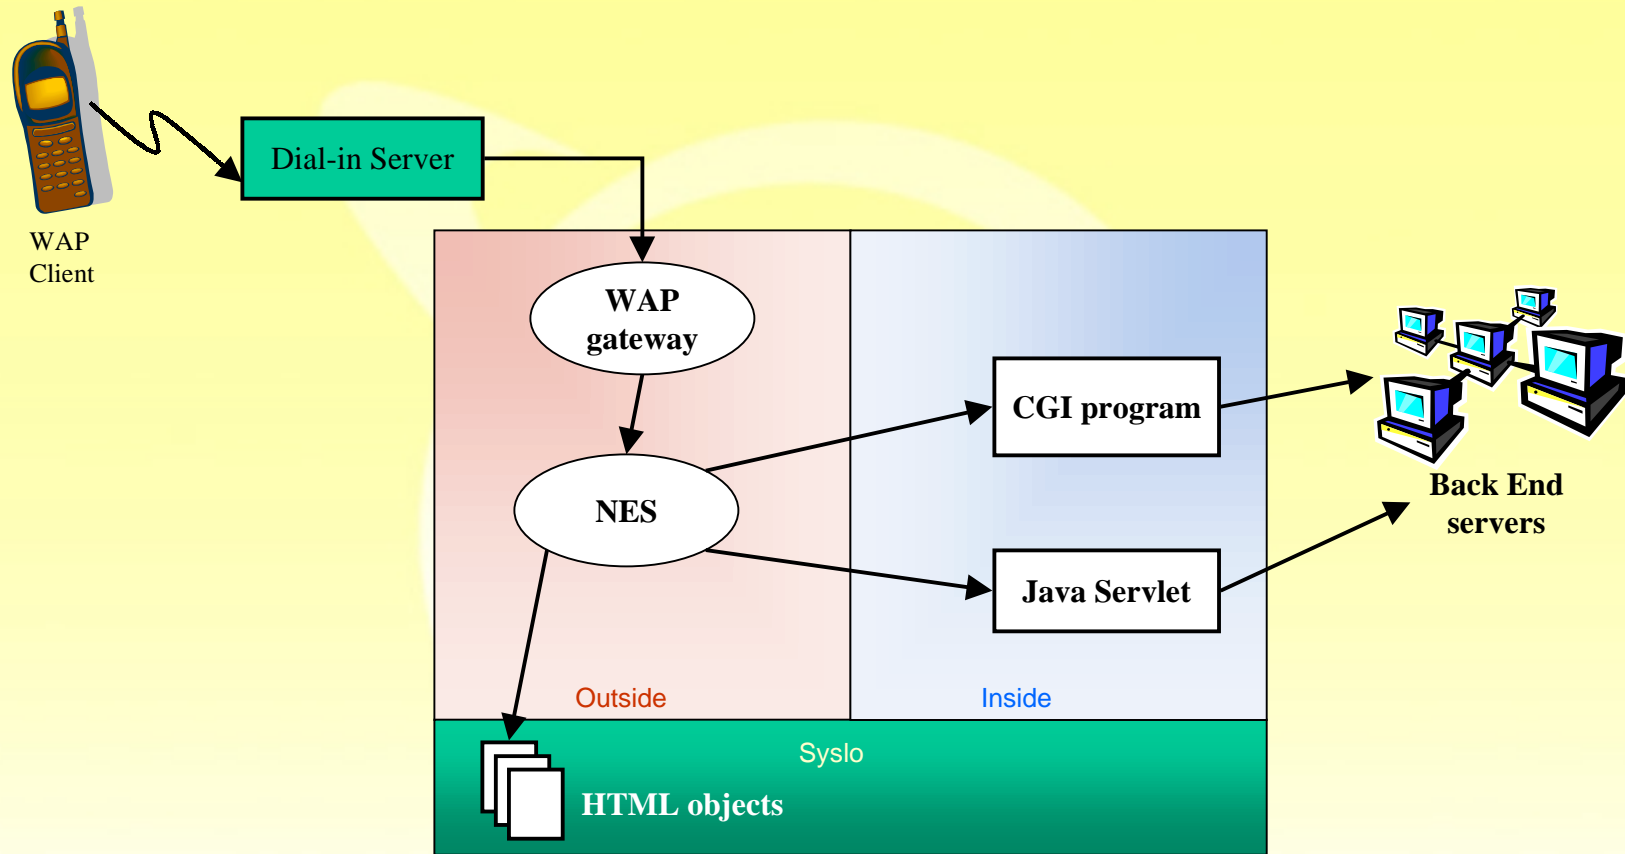 WAP
Client
Dial-in Server
WAP
gateway
NES
CGI program
Java Servlet
Back End
servers
Outside
Inside
Syslo
HTML objects